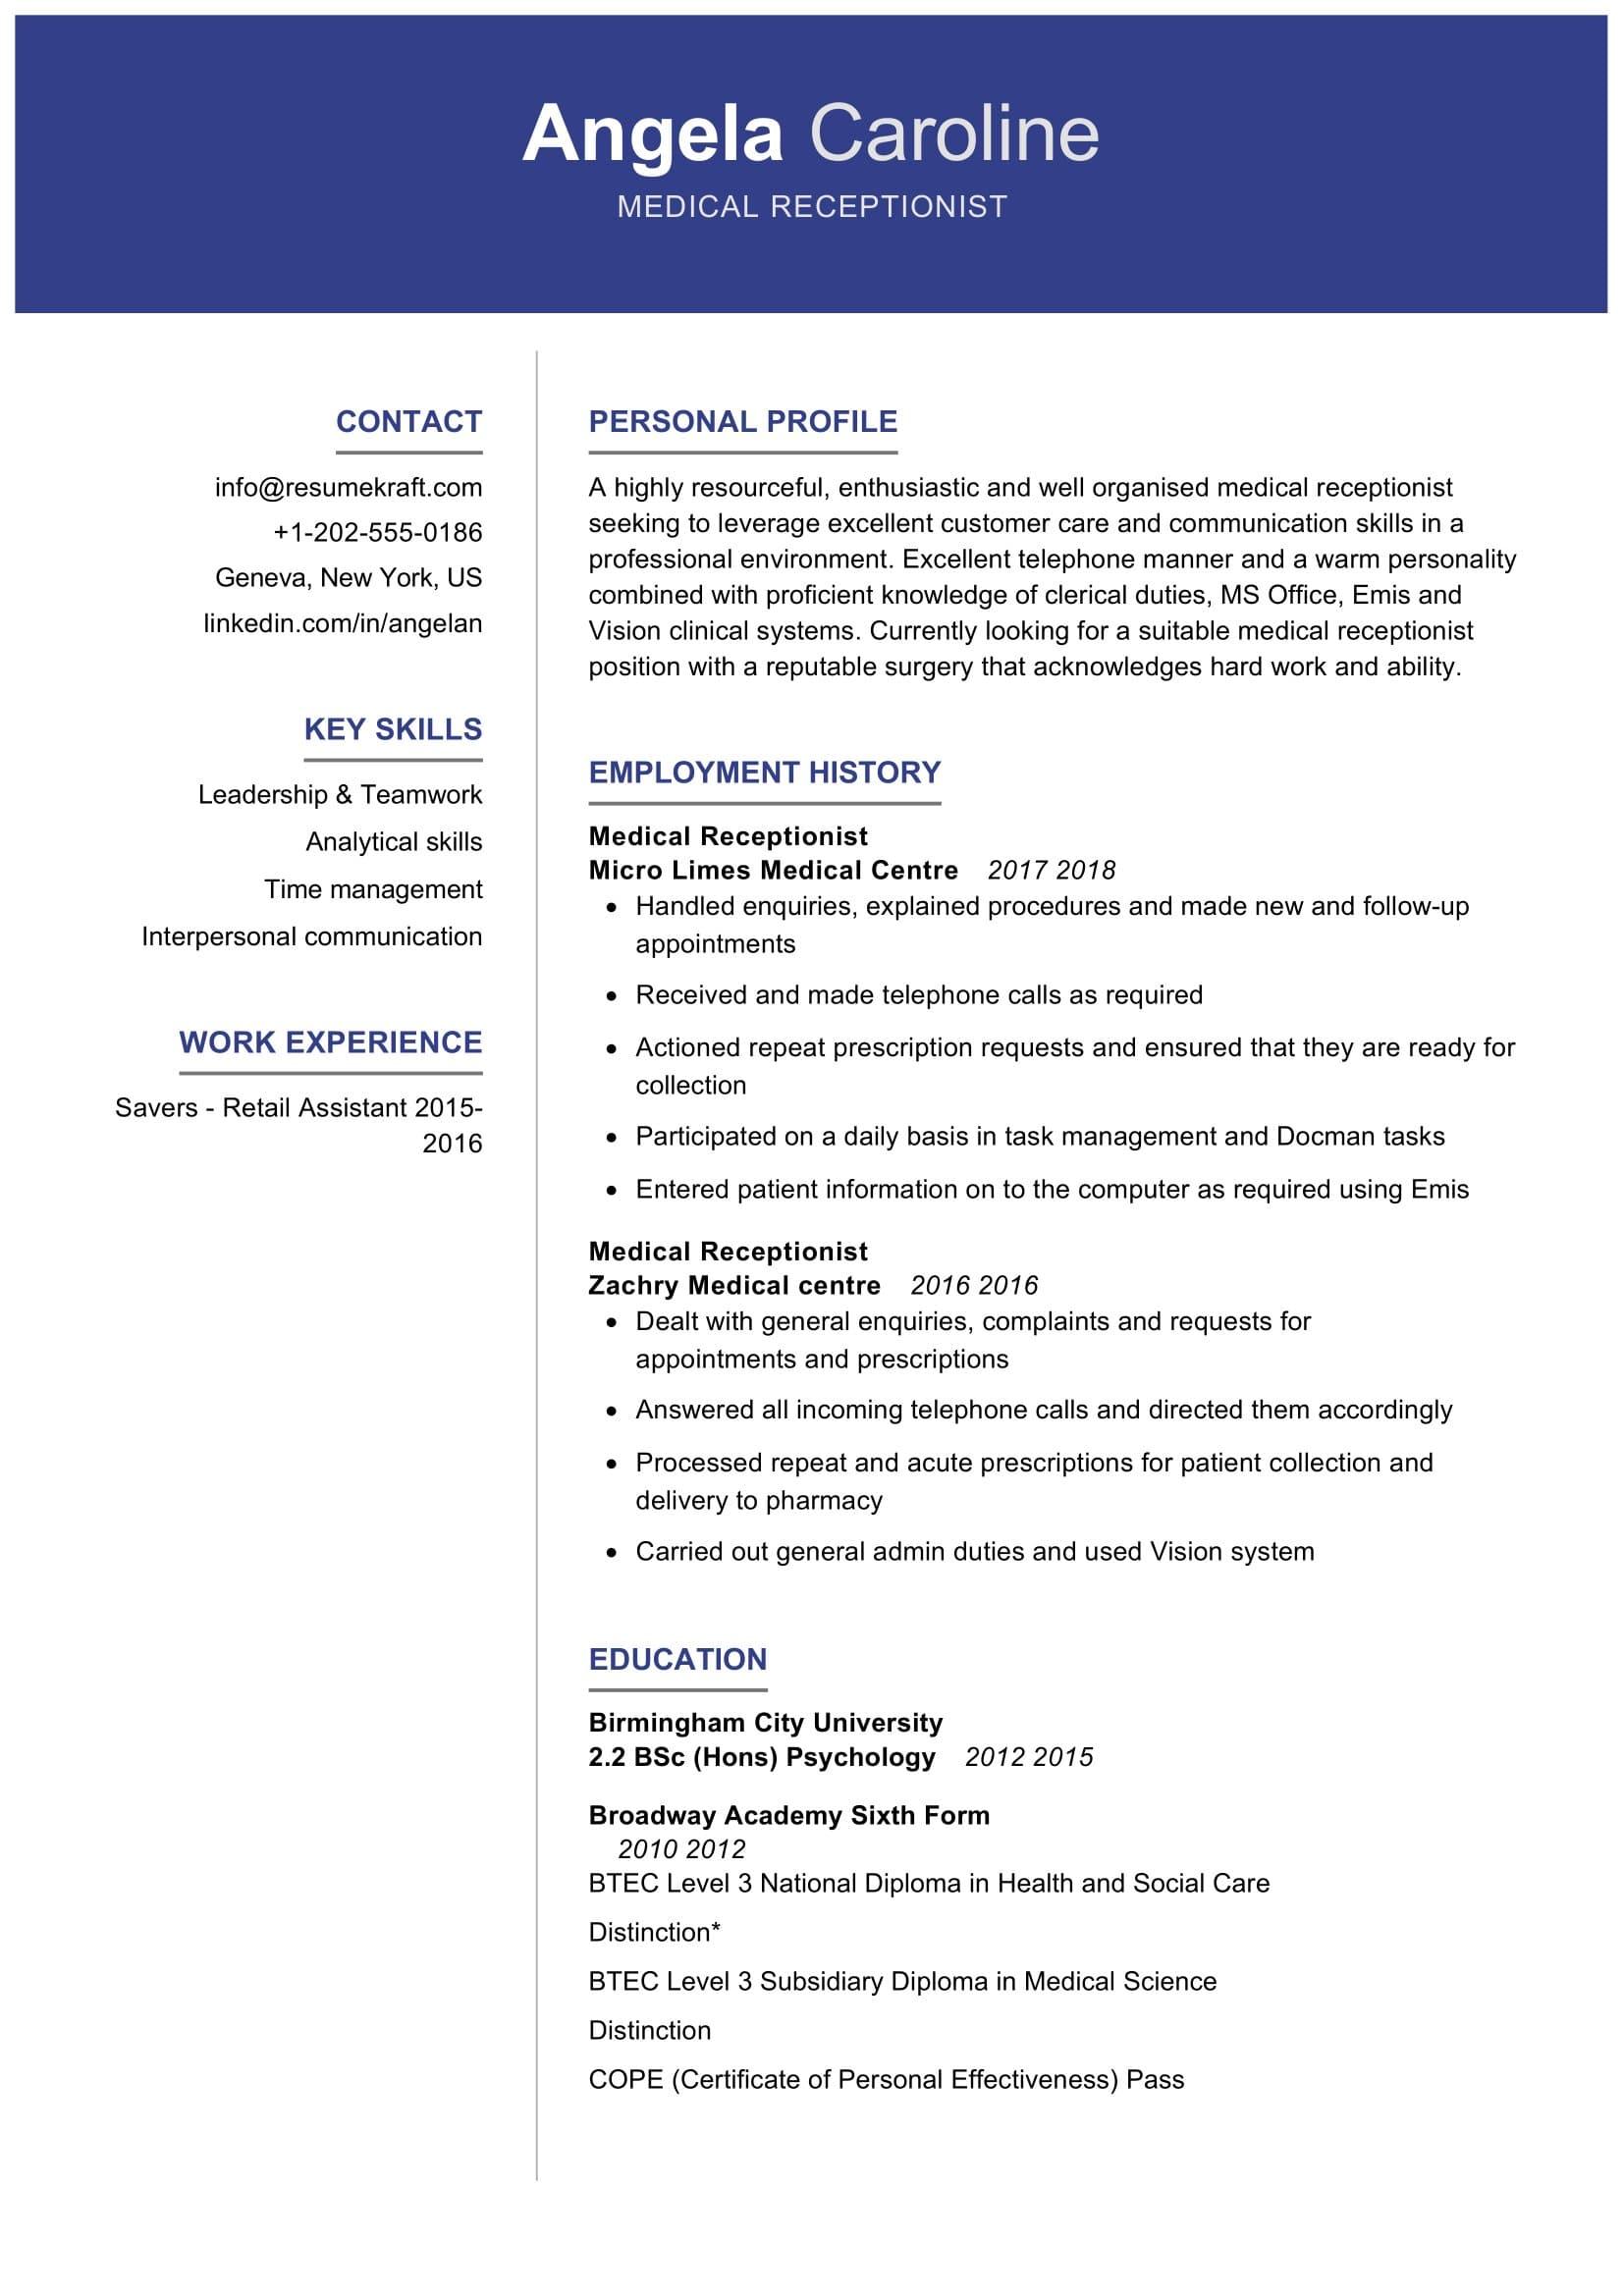 Angela Caroline
MEDICAL RECEPTIONIST
CONTACT
info@resumekraft.com
+1-202-555-0186
Geneva, New York, US
linkedin.com/in/angelan
KEY SKILLS
Leadership & Teamwork
Analytical skills
Time management
Interpersonal communication
WORK EXPERIENCE
Savers - Retail Assistant 2015-
2016
PERSONAL PROFILE
A highly resourceful, enthusiastic and well organised medical receptionist
seeking to leverage excellent customer care and communication skills in a
professional environment. Excellent telephone manner and a warm personality
combined with proficient knowledge of clerical duties, MS Office, Emis and
Vision clinical systems. Currently looking for a suitable medical receptionist
position with a reputable surgery that acknowledges hard work and ability.
EMPLOYMENT HISTORY
Medical Receptionist
Micro Limes Medical Centre 2017 2018
• Handled enquiries, explained procedures and made new and follow-up
appointments
• Received and made telephone calls as required
• Actioned repeat prescription requests and ensured that they are ready for
collection
• Participated on a daily basis in task management and Docman tasks
• Entered patient information on to the computer as required using Emis
Medical Receptionist
Zachry Medical centre 2016 2016
• Dealt with general enquiries, complaints and requests for
appointments and prescriptions
• Answered all incoming telephone calls and directed them accordingly
• Processed repeat and acute prescriptions for patient collection and
delivery to pharmacy
• Carried out general admin duties and used Vision system
EDUCATION
Birmingham City University
2.2 BSc (Hons) Psychology 2012 2015
Broadway Academy Sixth Form
2010 2012
BTEC Level 3 National Diploma in Health and Social Care
Distinction*
BTEC Level 3 Subsidiary Diploma in Medical Science
Distinction
COPE (Certificate of Personal Effectiveness) Pass